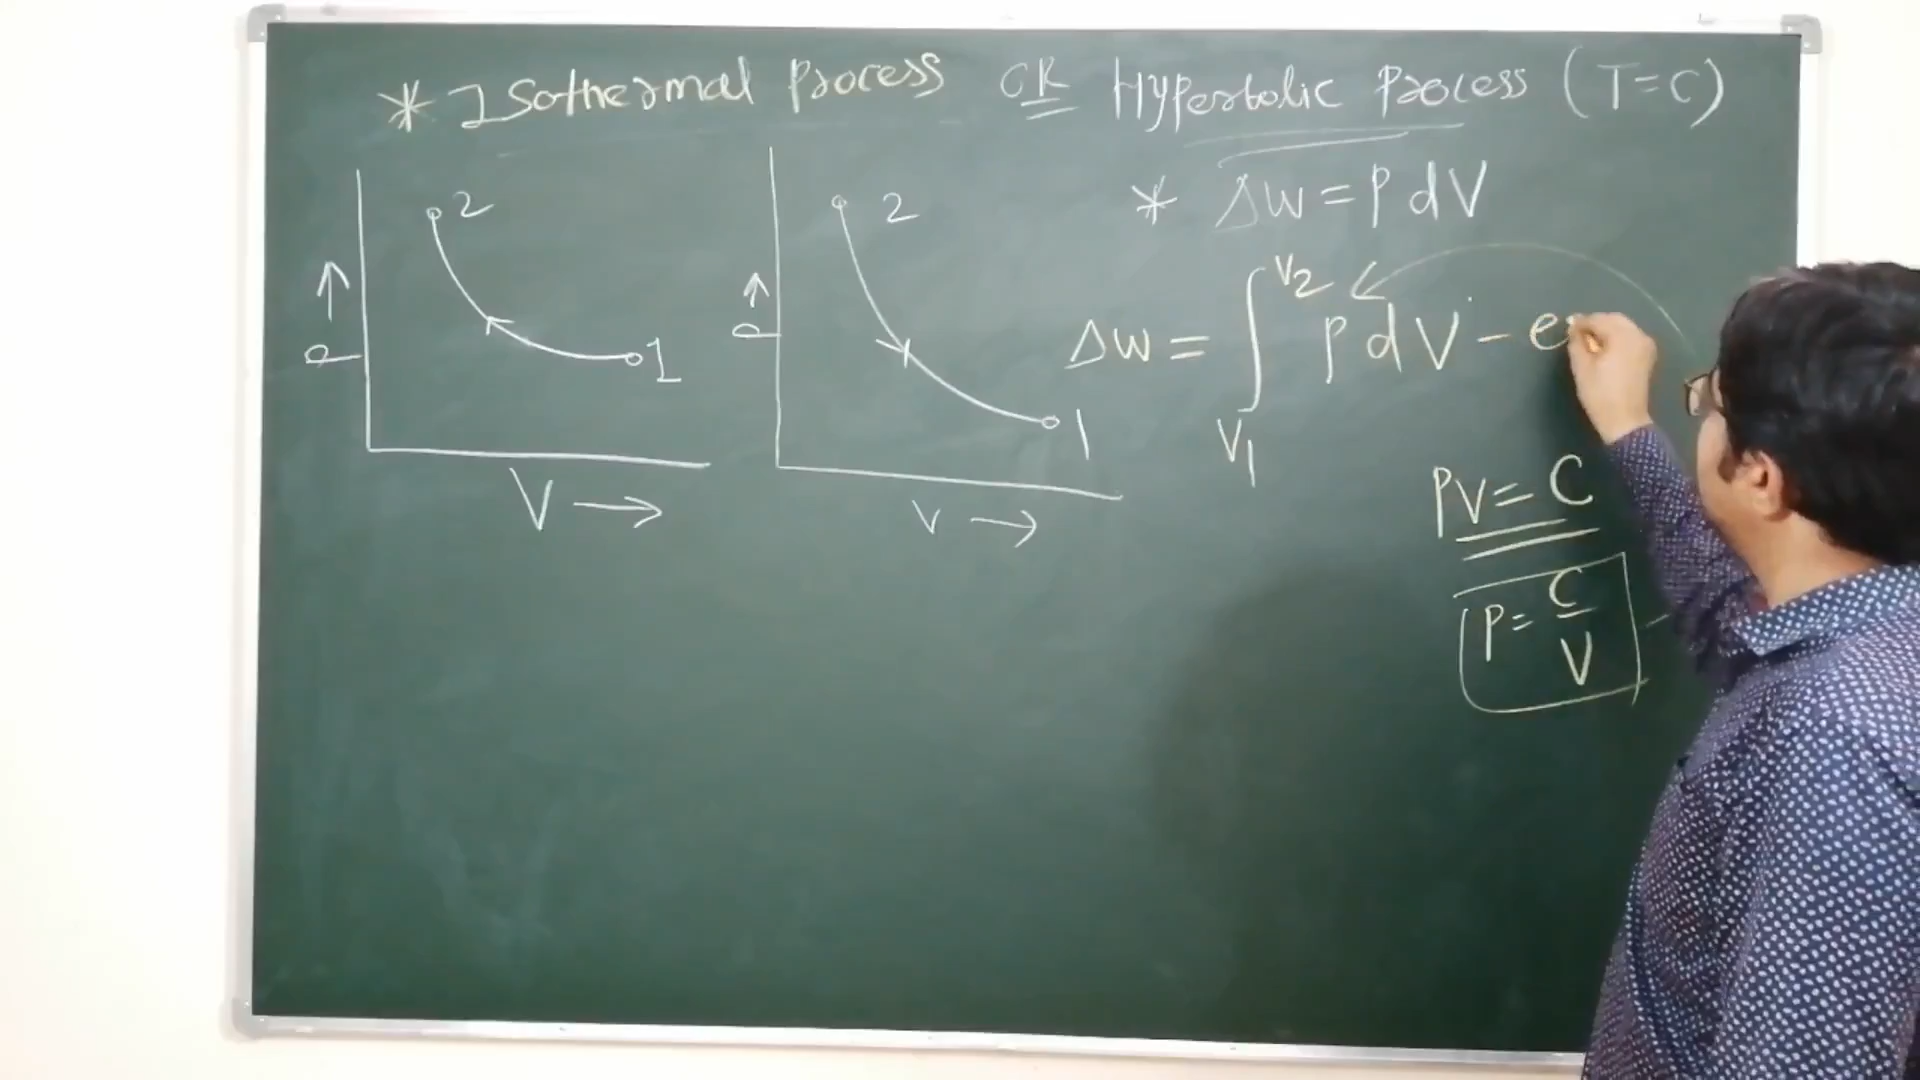 * Isothermal Process OR Hyperbolic Process (T=C)
2
1
P
V
2
1
P
V
* ΔW = P dV
ΔW = ∫ V2 V1 P dV - e
PV = C
P = C/V